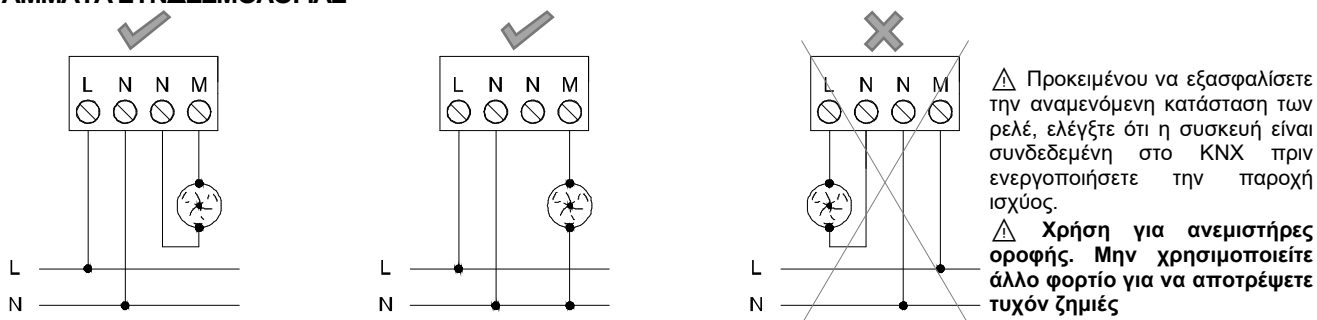 L N N M
L
N
L N N M
L
N
L N N M
L
N
⚠ Προκειμένου να εξασφαλίσετε
την αναμενόμενη κατάσταση των
ρελέ, ελέγξτε ότι η συσκευή είναι
συνδεδεμένη στο KNX πριν
ενεργοποιήσετε την παροχή
ισχύος.
⚠ Χρήση για ανεμιστήρες
οροφής. Μην χρησιμοποιείτε
άλλο φορτίο για να αποτρέψετε
τυχόν ζημιές